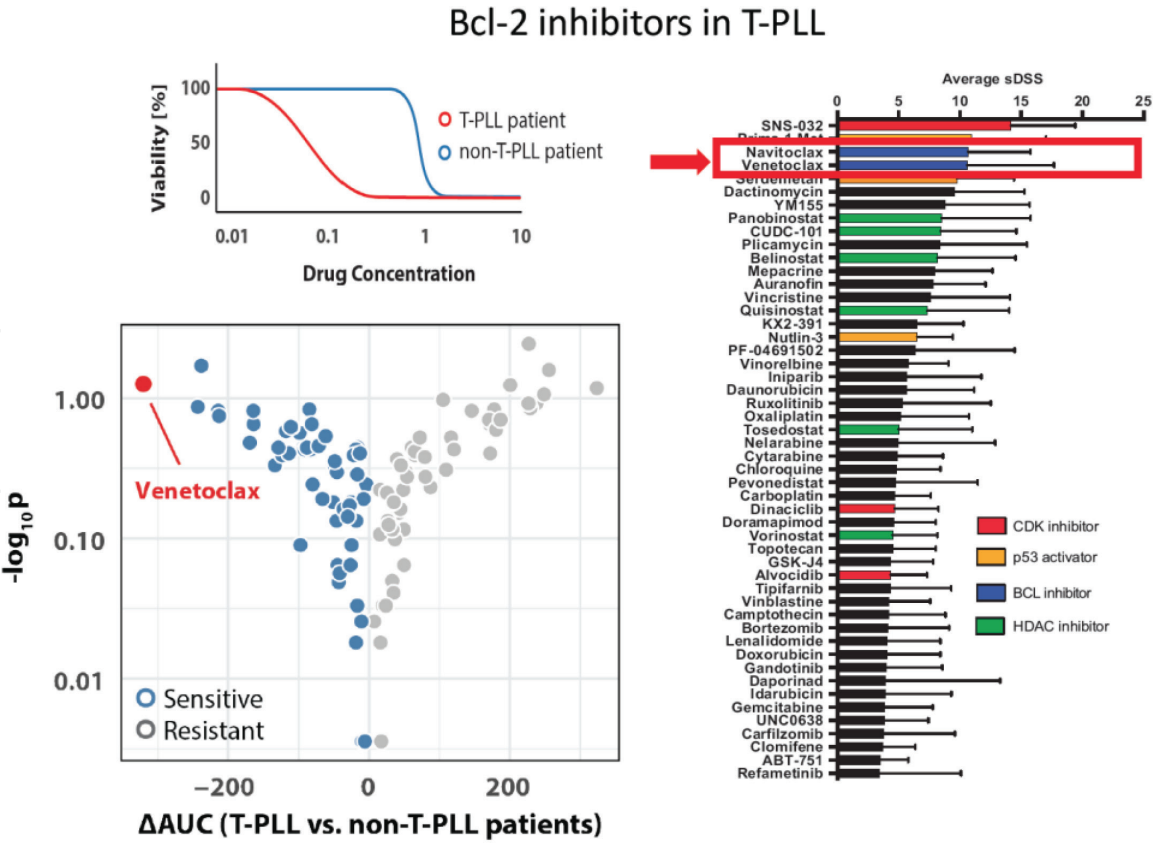 Bcl-2 inhibitors in T-PLL
Viability [%]
100
50
0
0.01 0.1 1 10
Drug Concentration
T-PLL patient
non-T-PLL patient
-log10p
1.00
0.10
0.01
Venetoclax
Sensitive
Resistant
−200 0 200
ΔAUC (T-PLL vs. non-T-PLL patients)
Average sDSS
0 5 10 15 20 25
SNS-032
Prima-1 Met
Navitoclax
Venetoclax
Serdemetan
Dactinomycin
YM155
Panobinostat
CUDC-101
Plicamycin
Belinostat
Mepacrine
Auranofin
Vincristine
Quisinostat
KX2-391
Nutlin-3
PF-04691502
Vinorelbine
Iniparib
Daunorubicin
Ruxolitinib
Oxaliplatin
Tosedostat
Nelarabine
Cytarabine
Chloroquine
Pevonedistat
Carboplatin
Dinaciclib
Doramapimod
Vorinostat
Topotecan
GSK-J4
Alvocidib
Tipifarnib
Vinblastine
Camptothecin
Bortezomib
Lenalidomide
Doxorubicin
Gandotinib
Daporinad
Idarubicin
Gemcitabine
UNC0638
Carfilzomib
Clomifene
ABT-751
Refametinib
CDK inhibitor
p53 activator
BCL inhibitor
HDAC inhibitor